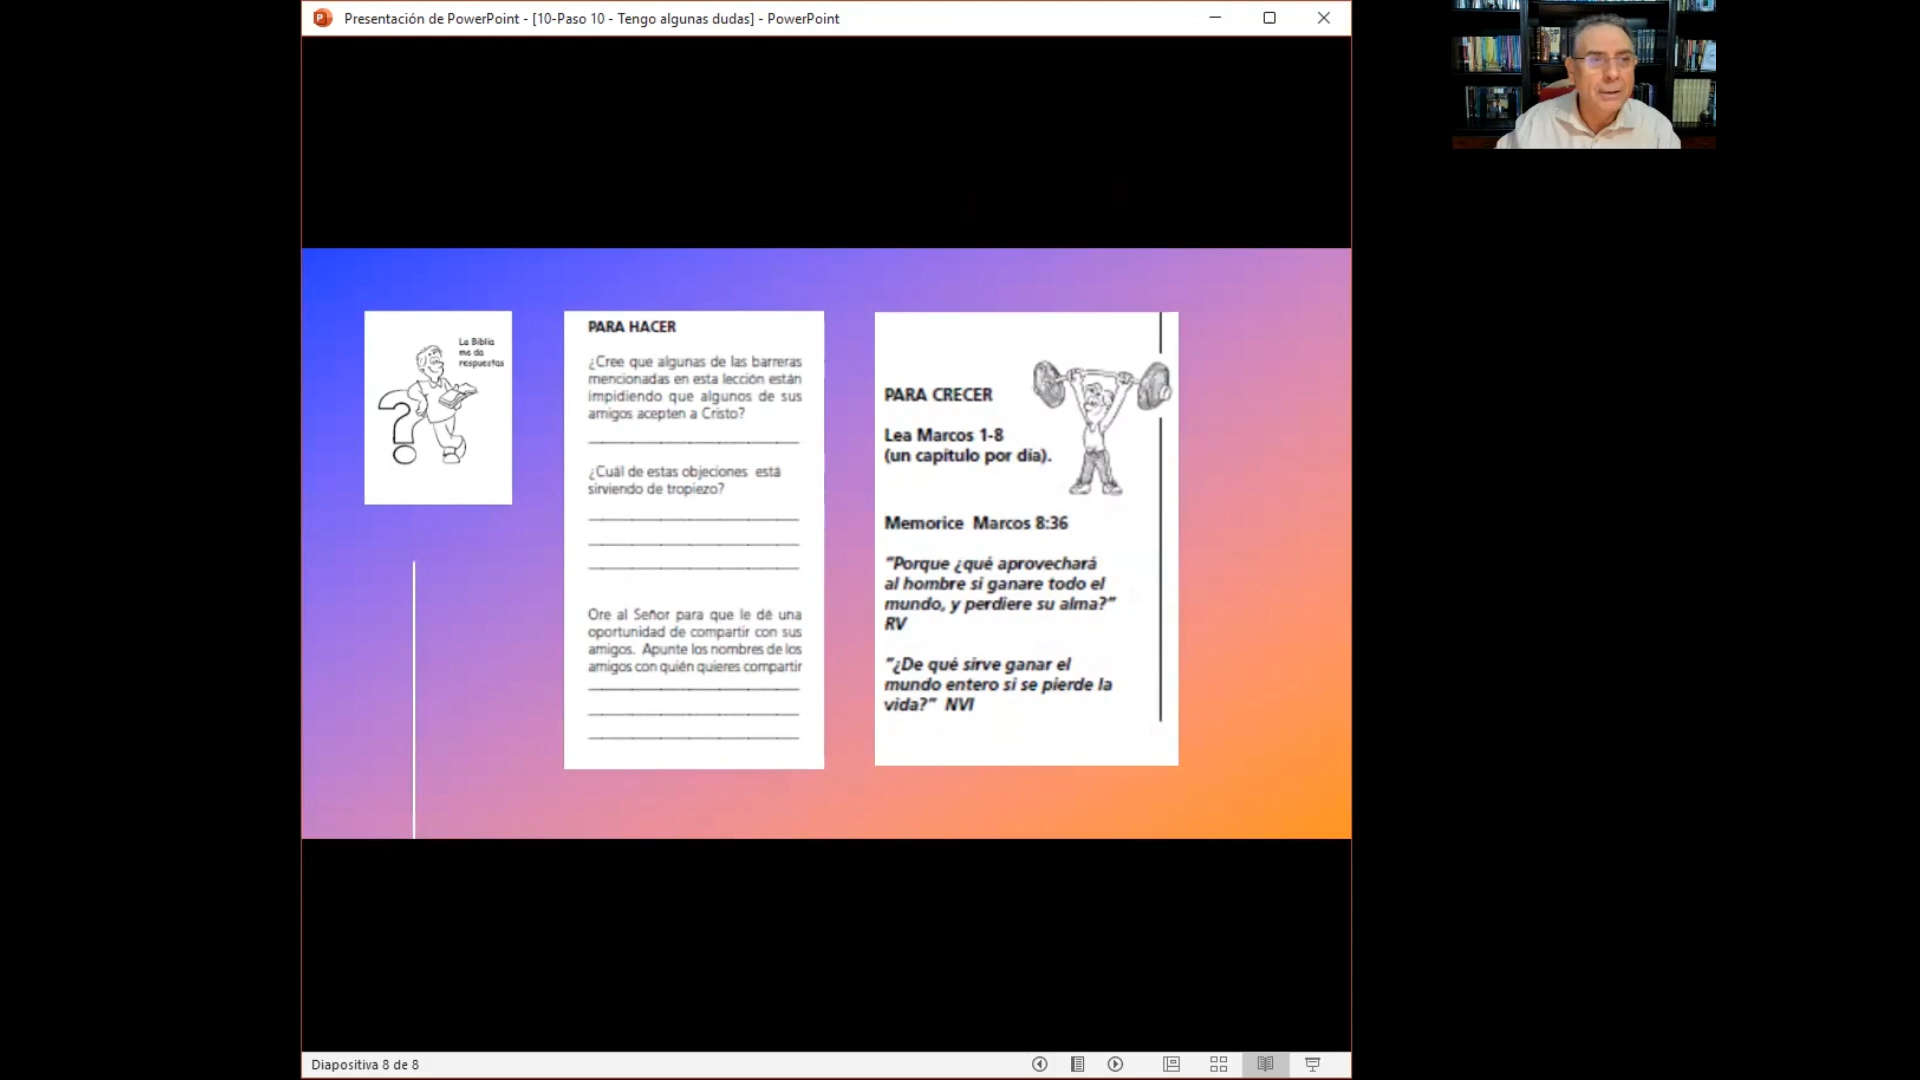 Presentación de PowerPoint - [10-Paso 10 - Tengo algunas dudas] - PowerPoint
La Biblia
me da
respuestas
PARA HACER
¿Cree que algunas de las barreras
mencionadas en esta lección están
impidiendo que algunos de sus
amigos acepten a Cristo?
¿Cuál de estas objeciones está
sirviendo de tropiezo?
Ore al Señor para que le dé una
oportunidad de compartir con sus
amigos. Apunte los nombres de los
amigos con quién quieres compartir
PARA CRECER
Lea Marcos 1-8
(un capítulo por día).
Memorice Marcos 8:36
"Porque ¿qué aprovechará
al hombre si ganare todo el
mundo, y perdiere su alma?"
RV
"¿De qué sirve ganar el
mundo entero si se pierde la
vida?" NVI
Diapositiva 8 de 8